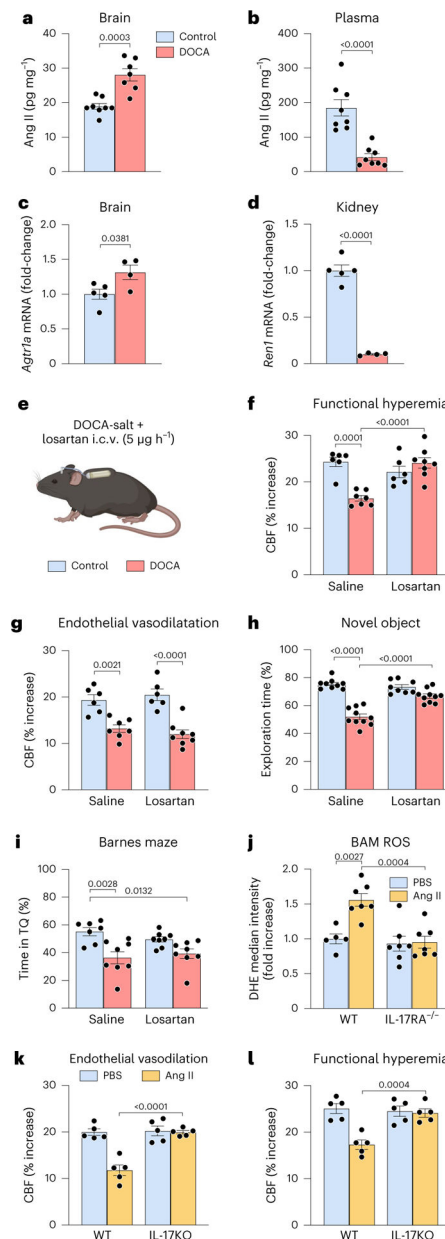 a
Brain
Ang II (pg mg⁻¹)
40
30
20
10
0
0.0003
Control
DOCA
b
Plasma
Ang II (pg mg⁻¹)
400
300
200
100
0
<0.0001
c
Brain
Agtr1a mRNA (fold-change)
2.0
1.5
1.0
0.5
0
0.0381
d
Kidney
Ren1 mRNA (fold-change)
1.5
1.0
0.5
0
<0.0001
e
DOCA-salt +
losartan i.c.v. (5 µg h⁻¹)
Control
DOCA
f
Functional hyperemia
CBF (% increase)
30
20
10
0
0.0001
<0.0001
Saline
Losartan
g
Endothelial vasodilatation
CBF (% increase)
30
20
10
0
0.0021
<0.0001
Saline
Losartan
h
Novel object
Exploration time (%)
100
80
60
40
20
0
<0.0001
<0.0001
Saline
Losartan
i
Barnes maze
Time in TQ (%)
100
80
60
40
20
0
0.0028
0.0132
Saline
Losartan
j
BAM ROS
DHE median intensity
(fold increase)
2.0
1.5
1.0
0.5
0
0.0027
0.0004
PBS
Ang II
WT
IL-17RA⁻/⁻
k
Endothelial vasodilation
CBF (% increase)
30
20
10
0
PBS
Ang II
<0.0001
WT
IL-17KO
l
Functional hyperemia
CBF (% increase)
30
20
10
0
0.0004
WT
IL-17KO